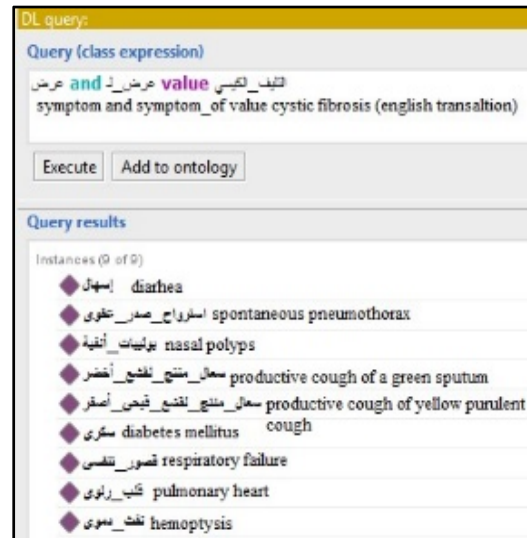 DL query:
Query (class expression)
عرض and عرض_لـ value التليف_الكيسي
symptom and symptom_of value cystic fibrosis (english transaltion)
Execute Add to ontology
Query results
Instances (9 of 9)
إسهال diarhea
استرواح_صدر_عفوي spontaneous pneumothorax
بوليبات_أنفية nasal polyps
سعال_منتج_لقشع_أخضر productive cough of a green sputum
سعال_منتج_لقشع_قيحي_أصفر productive cough of yellow purulent
cough
سكري diabetes mellitus
قصور_تنفسي respiratory failure
قلب_رئوي pulmonary heart
نفث_دموي hemoptysis